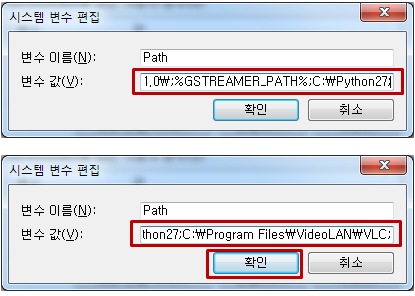 시스템 변수 편집
변수 이름(N): Path
변수 값(V): 1.0₩;%GSTREAMER_PATH%;C:₩Python27;
확인 취소
시스템 변수 편집
변수 이름(N): Path
변수 값(V): thon27;C:₩Program Files₩VideoLAN₩VLC;
확인 취소